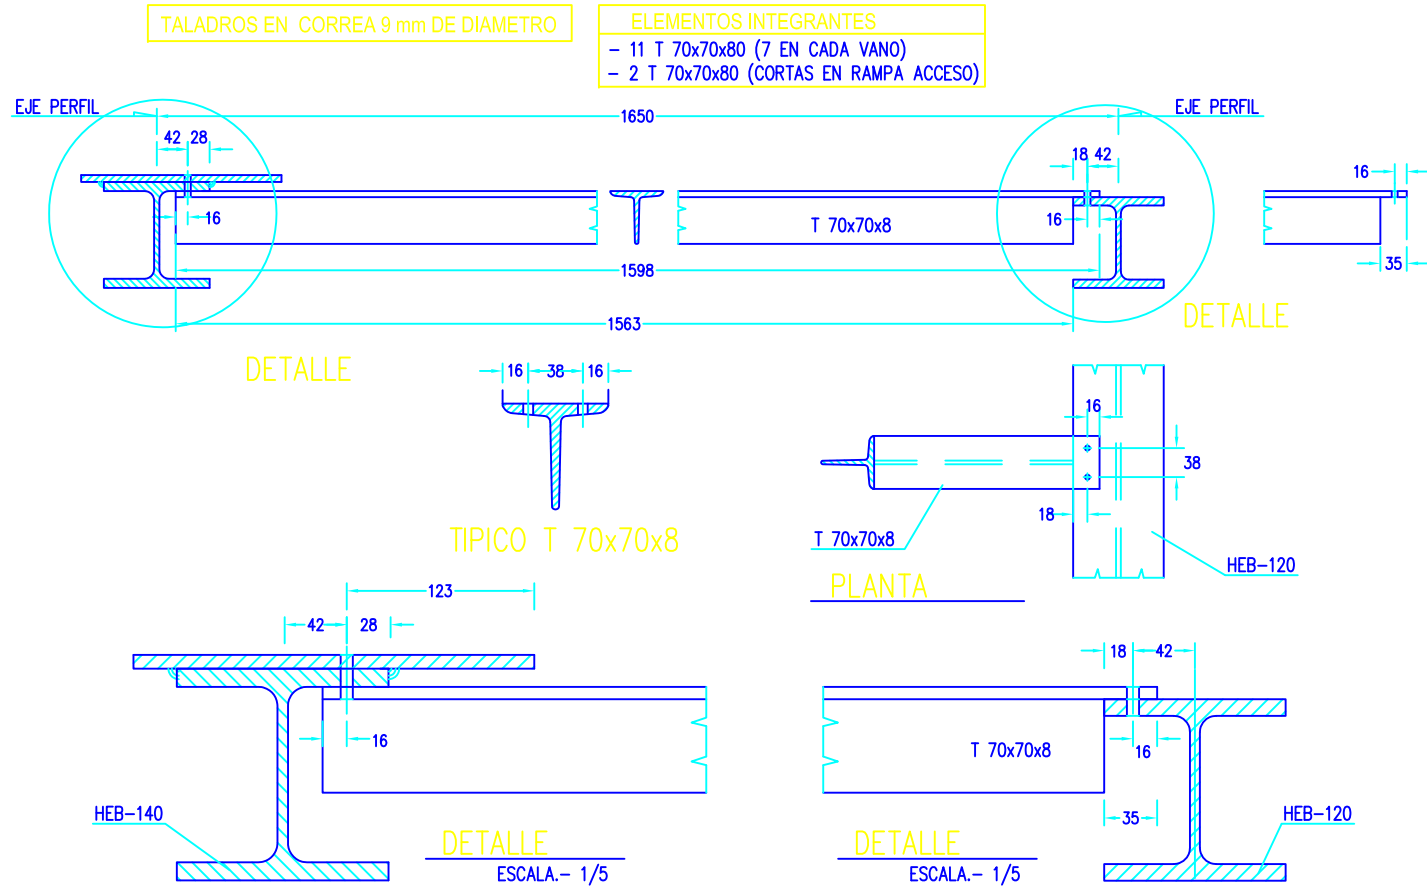 TALADROS EN CORREA 9 mm DE DIAMETRO
ELEMENTOS INTEGRANTES
- 11 T 70x70x80 (7 EN CADA VANO)
- 2 T 70x70x80 (CORTAS EN RAMPA ACCESO)
EJE PERFIL
1650
EJE PERFIL
42 28
18 42
16
16
16
T 70x70x8
1598
35
1563
DETALLE
DETALLE
16 38 16
16
38
18
TIPICO T 70x70x8
T 70x70x8
HEB-120
PLANTA
123
42 28
18 42
16
T 70x70x8
16
HEB-140
35
HEB-120
DETALLE
ESCALA.- 1/5
DETALLE
ESCALA.- 1/5